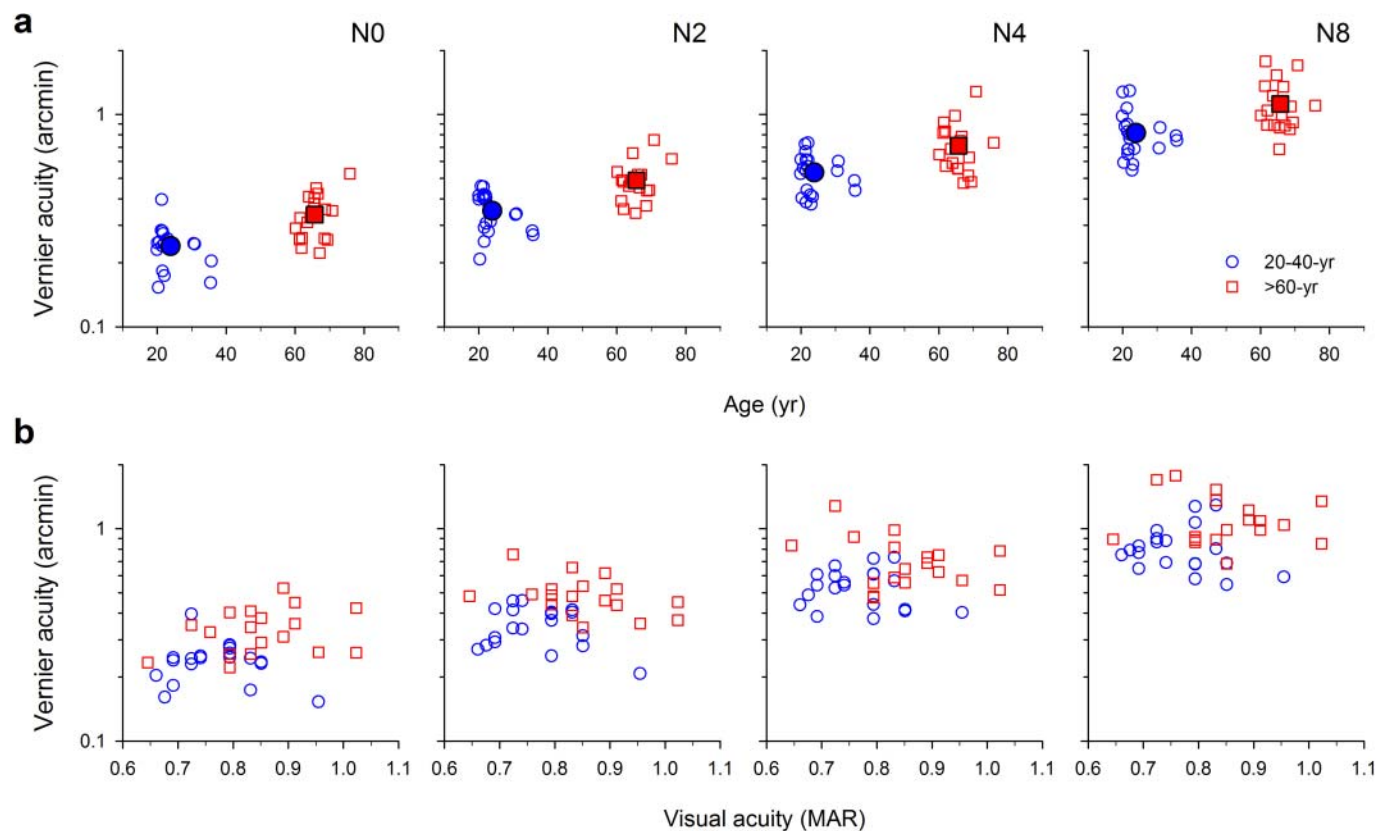 a
N0 N2 N4 N8
Vernier acuity (arcmin)
1
0.1
20-40-yr
>60-yr
20 40 60 80 20 40 60 80 20 40 60 80 20 40 60 80
Age (yr)
b
Vernier acuity (arcmin)
1
0.1
0.6 0.7 0.8 0.9 1.0 1.1 0.6 0.7 0.8 0.9 1.0 1.1 0.6 0.7 0.8 0.9 1.0 1.1 0.6 0.7 0.8 0.9 1.0 1.1
Visual acuity (MAR)